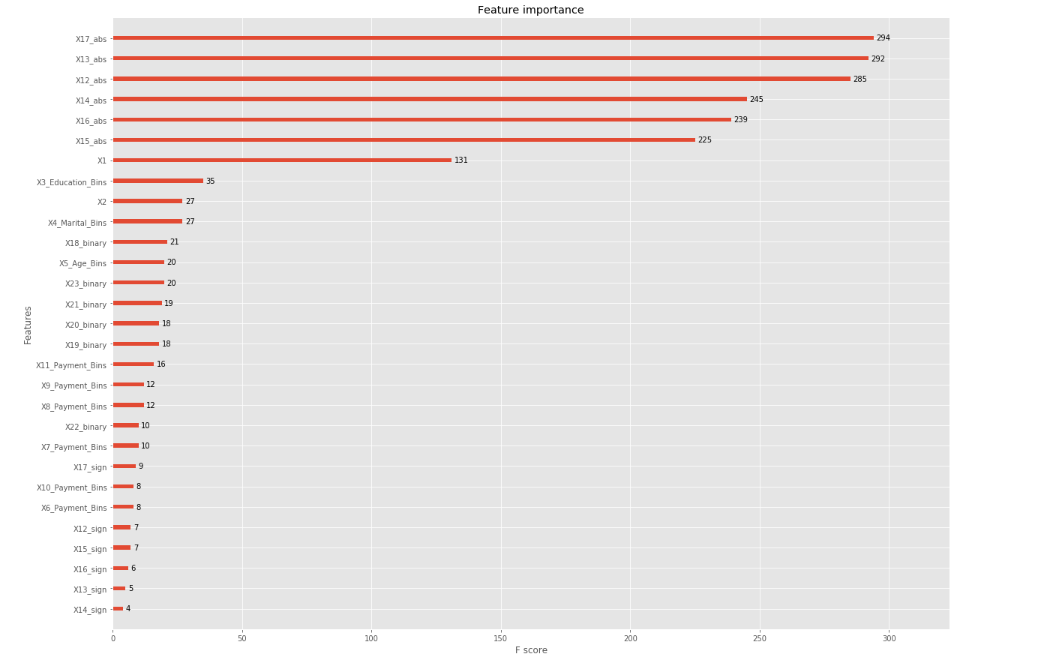 Feature importance
X17_abs 294
X13_abs 292
X12_abs 285
X14_abs 245
X16_abs 239
X15_abs 225
X1 131
X3_Education_Bins 35
X2 27
X4_Marital_Bins 27
X18_binary 21
X5_Age_Bins 20
X23_binary 20
X21_binary 19
X20_binary 18
X19_binary 18
X11_Payment_Bins 16
X9_Payment_Bins 12
X8_Payment_Bins 12
X22_binary 10
X7_Payment_Bins 10
X17_sign 9
X10_Payment_Bins 8
X6_Payment_Bins 8
X12_sign 7
X15_sign 7
X16_sign 6
X13_sign 5
X14_sign 4
Features
0 50 100 150 200 250 300
F score